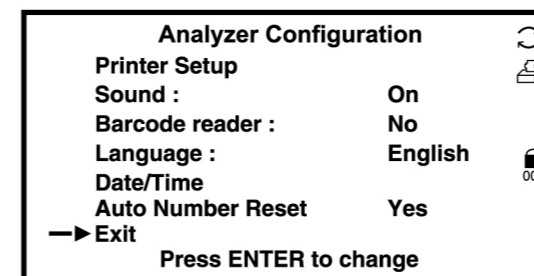 Analyzer Configuration
Printer Setup
Sound : On
Barcode reader : No
Language : English
Date/Time
Auto Number Reset Yes
Exit
Press ENTER to change